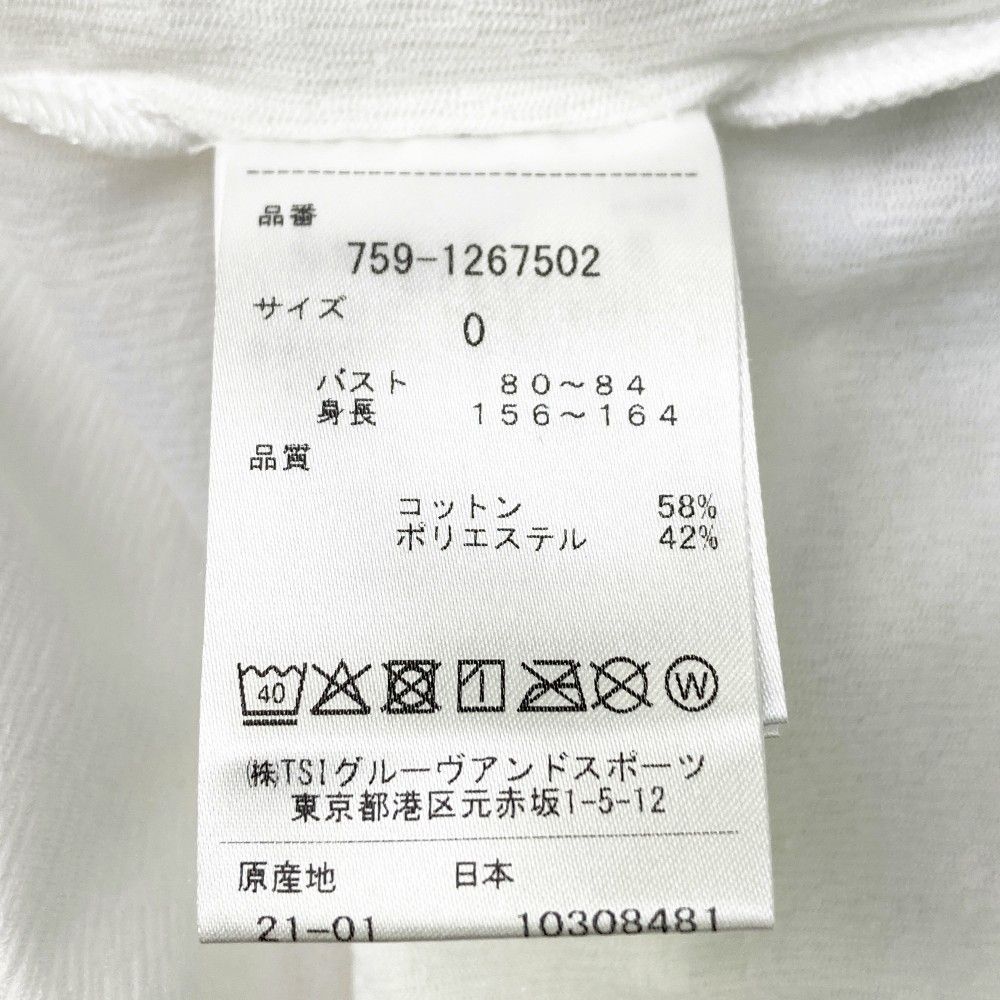 品番
759-1267502
サイズ
0
バスト 80～84
身長 156～164
品質
コットン 58%
ポリエステル 42%
40 W
㈱TSIグルーヴアンドスポーツ
東京都港区元赤坂1-5-12
原産地 日本
21-01 10308481